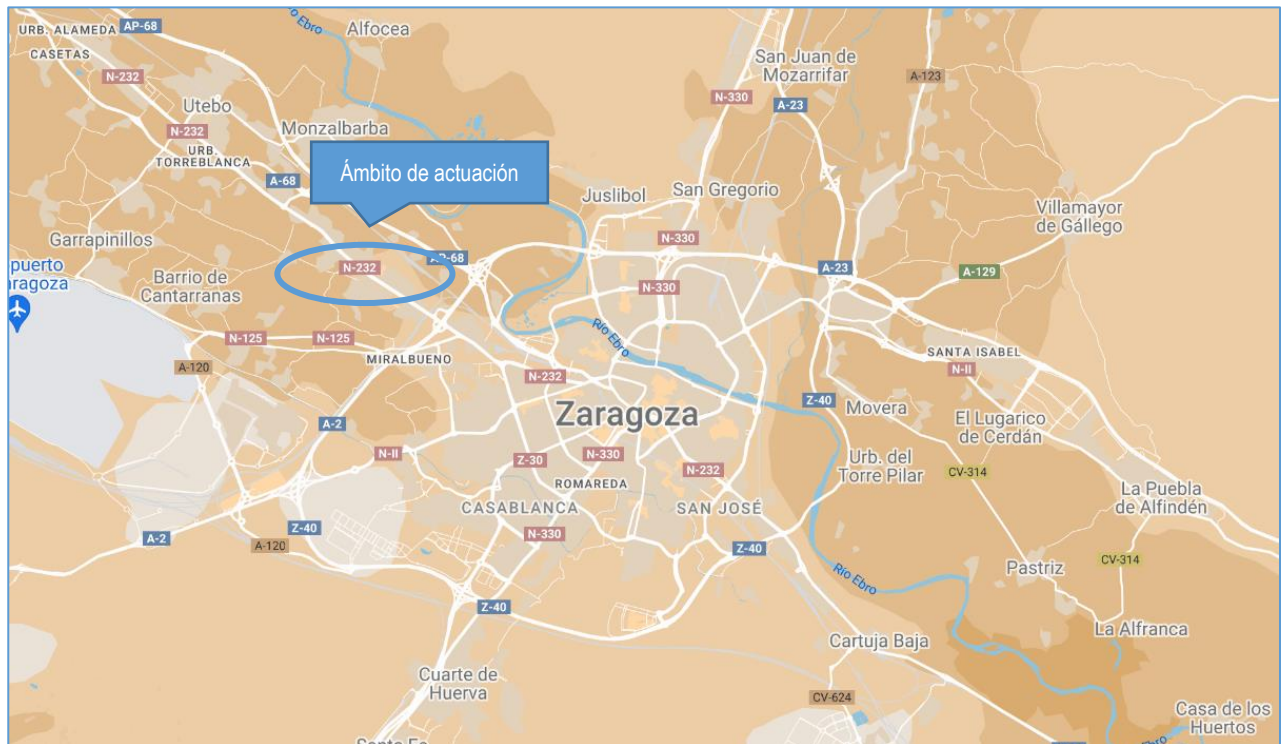 URB. ALAMEDA
AP-68
Río Ebro
Alfocea
CASETAS
N-232
San Juan de
Mozarrifar
A-123
N-330
A-23
Utebo
N-232
Monzalbarba
URB.
TORREBLANCA
A-68
Ámbito de actuación
Juslibol
San Gregorio
Villamayor
de Gállego
Garrapinillos
N-330
puerto
aragoza
Barrio de
Cantarranas
N-232
AP-68
A-23
A-129
N-330
Río Ebro
N-125
N-125
MIRALBUENO
SANTA ISABEL
A-120
N-II
N-232
Zaragoza
Z-40
Movera
El Lugarico
de Cerdán
A-2
N-II
Z-30
N-330
N-232
Urb. del
Torre Pilar
CV-314
ROMAREDA
CASABLANCA
SAN JOSÉ
La Puebla
de Alfindén
Z-40
A-2
A-120
N-330
Z-40
Río Ebro
Pastriz
CV-314
Z-40
La Alfranca
Cartuja Baja
Cuarte de
Huerva
CV-624
Casa de los
Huertos